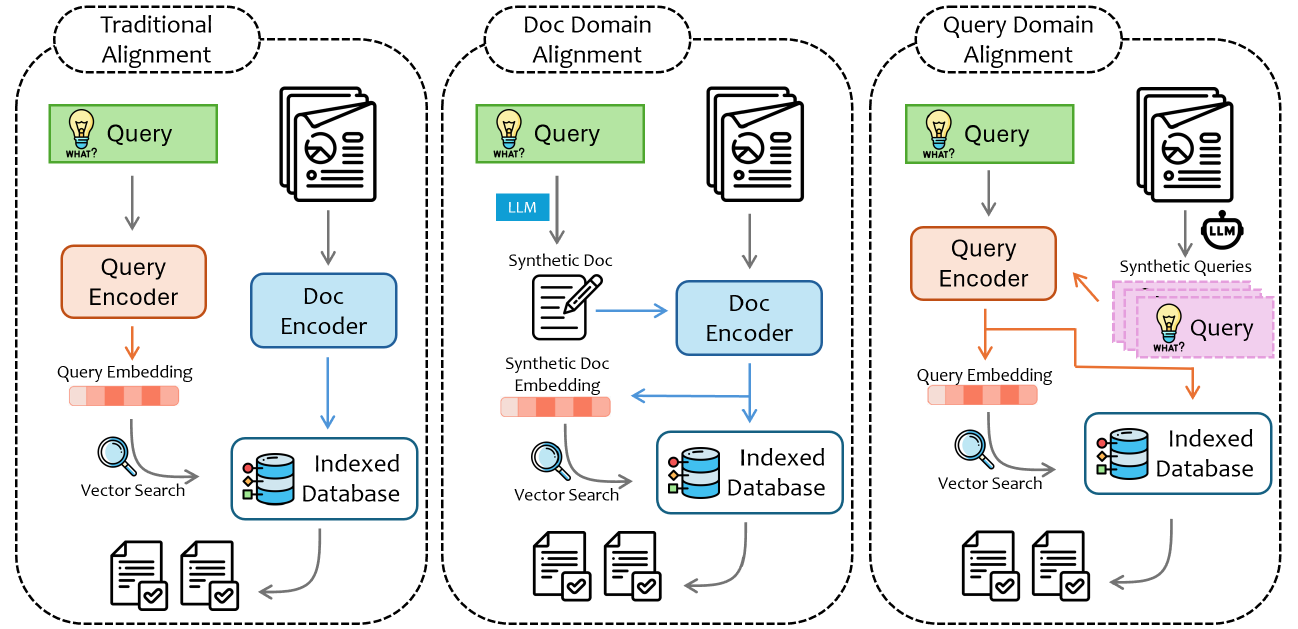 Traditional
Alignment
WHAT?
Query
Query
Encoder
Doc
Encoder
Query Embedding
Vector Search
Indexed
Database
Doc Domain
Alignment
WHAT?
Query
LLM
Synthetic Doc
Doc
Encoder
Synthetic Doc
Embedding
Vector Search
Indexed
Database
Query Domain
Alignment
WHAT?
Query
LLM
Query
Encoder
Synthetic Queries
WHAT?
Query
Query Embedding
Vector Search
Indexed
Database